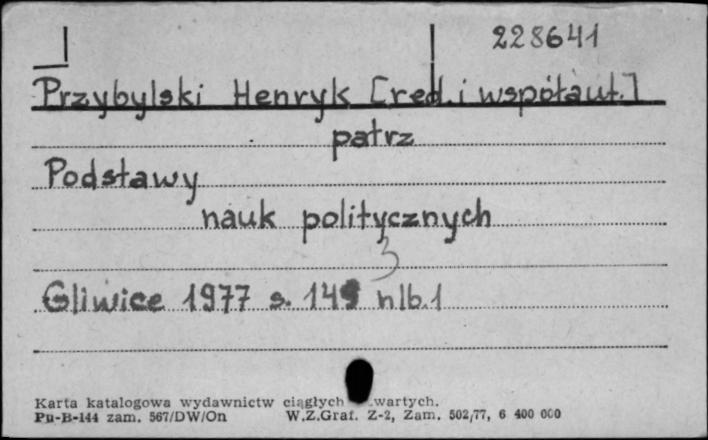 228641
Przybylski Henryk [red. i współaut.]
patrz
Podstawy
nauk politycznych
3
Gliwice 1977 s. 149 nlb. 1
Karta katalogowa wydawnictw ciągłych wartych.
Pu-B-144 zam. 567/DW/On W.Z.Graf. Z-2, Zam. 502/77, 6 400 000